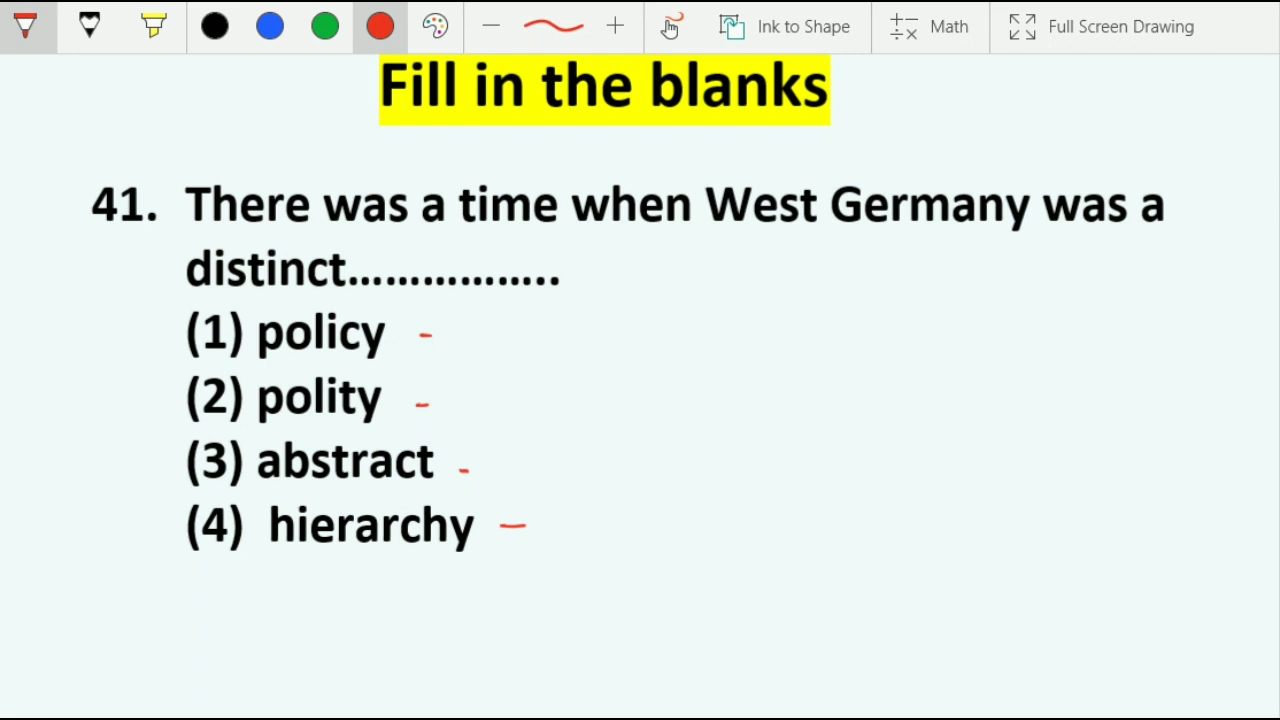 Ink to Shape Math Full Screen Drawing
Fill in the blanks
41. There was a time when West Germany was a
distinct……………..
(1) policy -
(2) polity -
(3) abstract -
(4) hierarchy –